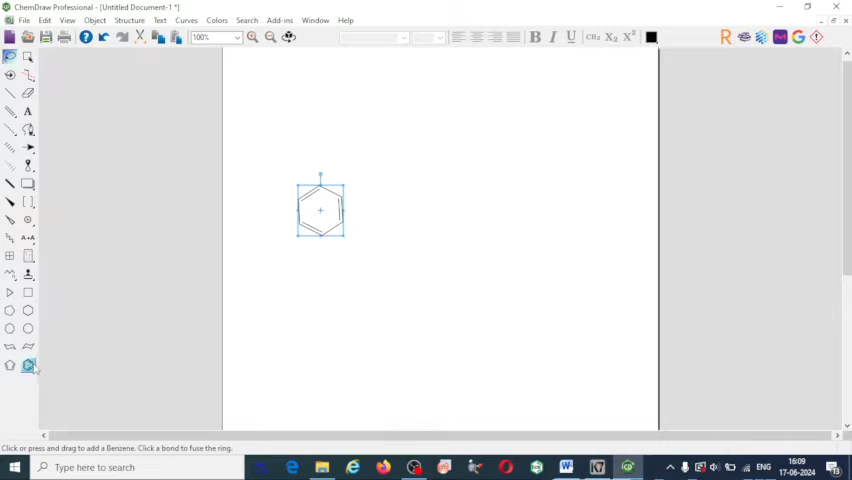 ChemDraw Professional - [Untitled Document-1 *]
File Edit View Object Structure Text Curves Colors Search Add-ins Window Help
100% B I U CH₂ X₂ X² R G
A
A+A
Click or press and drag to add a Benzene. Click a bond to fuse the ring.
Type here to search
ENG
16:09
17-06-2024
13